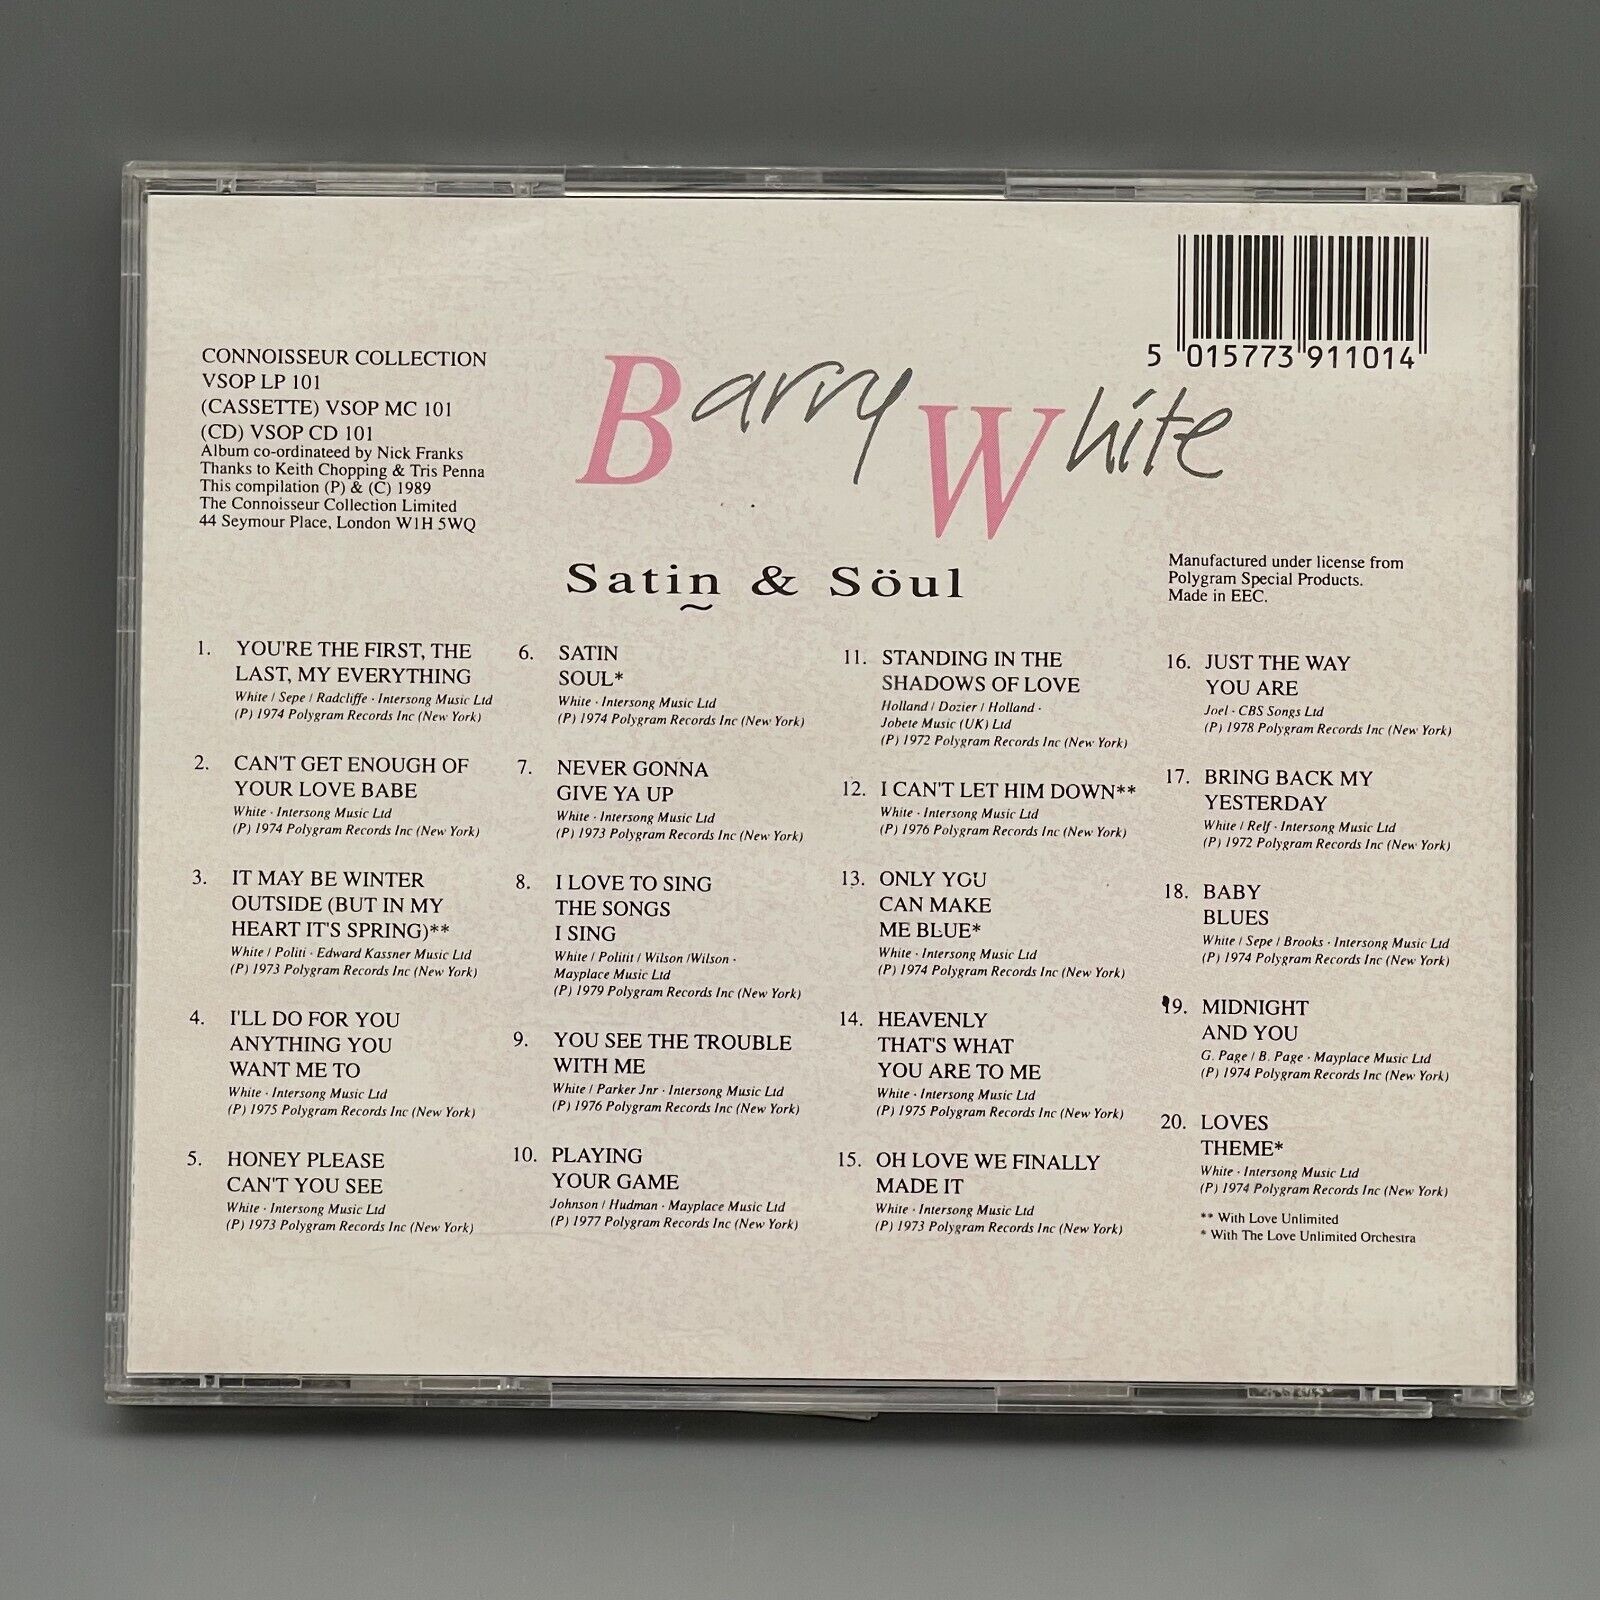 5 015773 911014
CONNOISSEUR COLLECTION
VSOP LP 101
(CASSETTE) VSOP MC 101
(CD) VSOP CD 101
Album co-ordinateed by Nick Franks
Thanks to Keith Chopping & Tris Penna
This compilation (P) & (C) 1989
The Connoisseur Collection Limited
44 Seymour Place, London W1H 5WQ
Barry White
Satin̰ & Söul
Manufactured under license from
Polygram Special Products.
Made in EEC.
1. YOU'RE THE FIRST, THE
LAST, MY EVERYTHING
White / Sepe / Radcliffe · Intersong Music Ltd
(P) 1974 Polygram Records Inc (New York)
2. CAN'T GET ENOUGH OF
YOUR LOVE BABE
White · Intersong Music Ltd
(P) 1974 Polygram Records Inc (New York)
3. IT MAY BE WINTER
OUTSIDE (BUT IN MY
HEART IT'S SPRING)**
White / Politi · Edward Kassner Music Ltd
(P) 1973 Polygram Records Inc (New York)
4. I'LL DO FOR YOU
ANYTHING YOU
WANT ME TO
White · Intersong Music Ltd
(P) 1975 Polygram Records Inc (New York)
5. HONEY PLEASE
CAN'T YOU SEE
White · Intersong Music Ltd
(P) 1973 Polygram Records Inc (New York)
6. SATIN
SOUL*
White · Intersong Music Ltd
(P) 1974 Polygram Records Inc (New York)
7. NEVER GONNA
GIVE YA UP
White · Intersong Music Ltd
(P) 1973 Polygram Records Inc (New York)
8. I LOVE TO SING
THE SONGS
I SING
White / Polititi / Wilson /Wilson ·
Mayplace Music Ltd
(P) 1979 Polygram Records Inc (New York)
9. YOU SEE THE TROUBLE
WITH ME
White / Parker Jnr · Intersong Music Ltd
(P) 1976 Polygram Records Inc (New York)
10. PLAYING
YOUR GAME
Johnson / Hudman · Mayplace Music Ltd
(P) 1977 Polygram Records Inc (New York)
11. STANDING IN THE
SHADOWS OF LOVE
Holland / Dozier / Holland ·
Jobete Music (UK) Ltd
(P) 1972 Polygram Records Inc (New York)
12. I CAN'T LET HIM DOWN**
White · Intersong Music Ltd
(P) 1976 Polygram Records Inc (New York)
13. ONLY YOU
CAN MAKE
ME BLUE*
White · Intersong Music Ltd
(P) 1974 Polygram Records Inc (New York)
14. HEAVENLY
THAT'S WHAT
YOU ARE TO ME
White · Intersong Music Ltd
(P) 1975 Polygram Records Inc (New York)
15. OH LOVE WE FINALLY
MADE IT
White · Intersong Music Ltd
(P) 1973 Polygram Records Inc (New York)
16. JUST THE WAY
YOU ARE
Joel · CBS Songs Ltd
(P) 1978 Polygram Records Inc (New York)
17. BRING BACK MY
YESTERDAY
White / Relf · Intersong Music Ltd
(P) 1972 Polygram Records Inc (New York)
18. BABY
BLUES
White / Sepe / Brooks · Intersong Music Ltd
(P) 1974 Polygram Records Inc (New York)
19. MIDNIGHT
AND YOU
G. Page / B. Page · Mayplace Music Ltd
(P) 1974 Polygram Records Inc (New York)
20. LOVES
THEME*
White · Intersong Music Ltd
(P) 1974 Polygram Records Inc (New York)
** With Love Unlimited
* With The Love Unlimited Orchestra